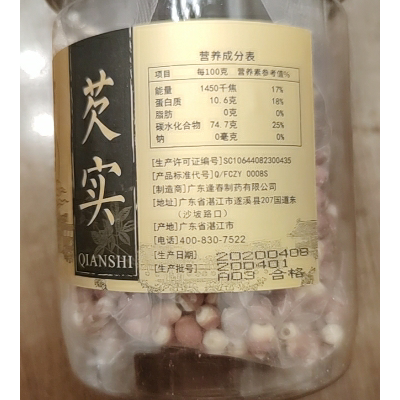 芡实
QIANSHI
营养成分表
项目 每100克 营养素参考值%
能量 1450千焦 17%
蛋白质 10.6克 18%
脂肪 0克 0%
碳水化合物 74.7克 25%
钠 0毫克 0%
[生产许可证编号]SC10644082300435
[产品标准代号]Q/FCZY 0008S
[制造商]广东逢春制药有限公司
[地址]广东省湛江市遂溪县207国道东
(沙坡路口)
[产地]广东省湛江市
[电话]400-830-7522
[生产日期] 20200408
[生产批号] 200401
A03 合格